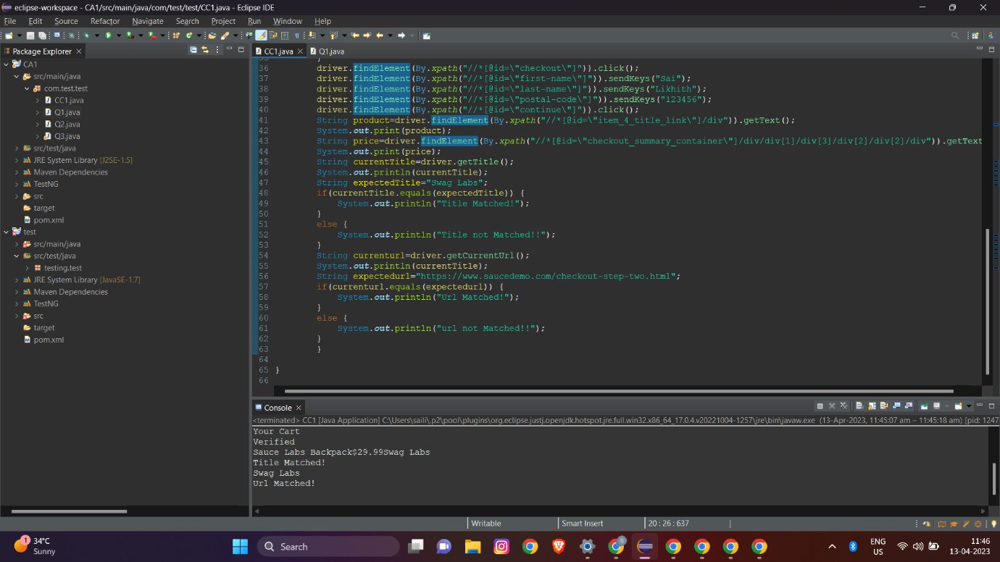 eclipse-workspace - CA1/src/main/java/com/test/test/CC1.java - Eclipse IDE
File Edit Source Refactor Navigate Search Project Run Window Help
Package Explorer
CA1
src/main/java
com.test.test
CC1.java
Q1.java
Q2.java
Q3.java
src/test/java
JRE System Library [J2SE-1.5]
Maven Dependencies
TestNG
src
target
pom.xml
test
src/main/java
src/test/java
testing.test
JRE System Library [JavaSE-1.7]
Maven Dependencies
TestNG
src
target
pom.xml
CC1.java Q1.java
35 }
36 driver.findElement(By.xpath("//*[@id=\"checkout\"]")).click();
37 driver.findElement(By.xpath("//*[@id=\"first-name\"]")).sendKeys("Sai");
38 driver.findElement(By.xpath("//*[@id=\"last-name\"]")).sendKeys("Likhith");
39 driver.findElement(By.xpath("//*[@id=\"postal-code\"]")).sendKeys("123456");
40 driver.findElement(By.xpath("//*[@id=\"continue\"]")).click();
41 String product=driver.findElement(By.xpath("//*[@id=\"item_4_title_link\"]/div")).getText();
42 System.out.print(product);
43 String price=driver.findElement(By.xpath("//*[@id=\"checkout_summary_container\"]/div/div[1]/div[3]/div[2]/div[2]/div")).getText
44 System.out.print(price);
45 String currentTitle=driver.getTitle();
46 System.out.println(currentTitle);
47 String expectedTitle="Swag Labs";
48 if(currentTitle.equals(expectedTitle)) {
49 System.out.println("Title Matched!");
50 }
51 else {
52 System.out.println("Title not Matched!!");
53 }
54 String currenturl=driver.getCurrentUrl();
55 System.out.println(currentTitle);
56 String expectedurl="https://www.saucedemo.com/checkout-step-two.html";
57 if(currenturl.equals(expectedurl)) {
58 System.out.println("Url Matched!");
59 }
60 else {
61 System.out.println("url not Matched!!");
62 }
63 }
64
65 }
66
Console
<terminated> CC1 [Java Application] C:\Users\saili\.p2\pool\plugins\org.eclipse.justj.openjdk.hotspot.jre.full.win32.x86_64_17.0.4.v20221004-1257\jre\bin\javaw.exe (13-Apr-2023, 11:45:07 am – 11:45:18 am) [pid: 1247
Your Cart
Verified
Sauce Labs Backpack$29.99Swag Labs
Title Matched!
Swag Labs
Url Matched!
Writable Smart Insert 20 : 26 : 637
1 34°C
Sunny
Search
S
ENG
US
11:46
13-04-2023